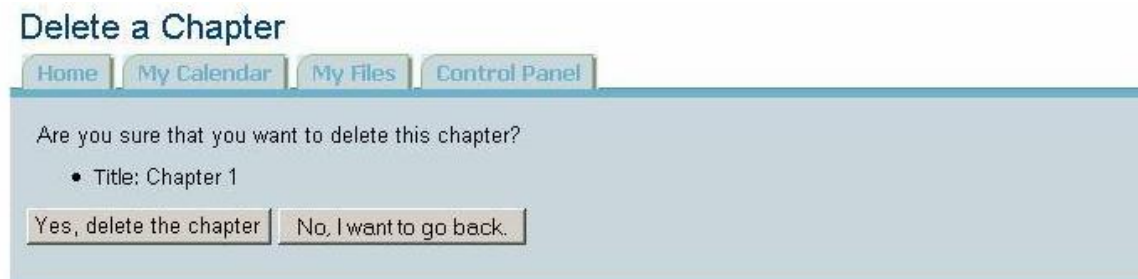 Delete a Chapter
Home My Calendar My Files Control Panel
Are you sure that you want to delete this chapter?
• Title: Chapter 1
Yes, delete the chapter No, I want to go back.